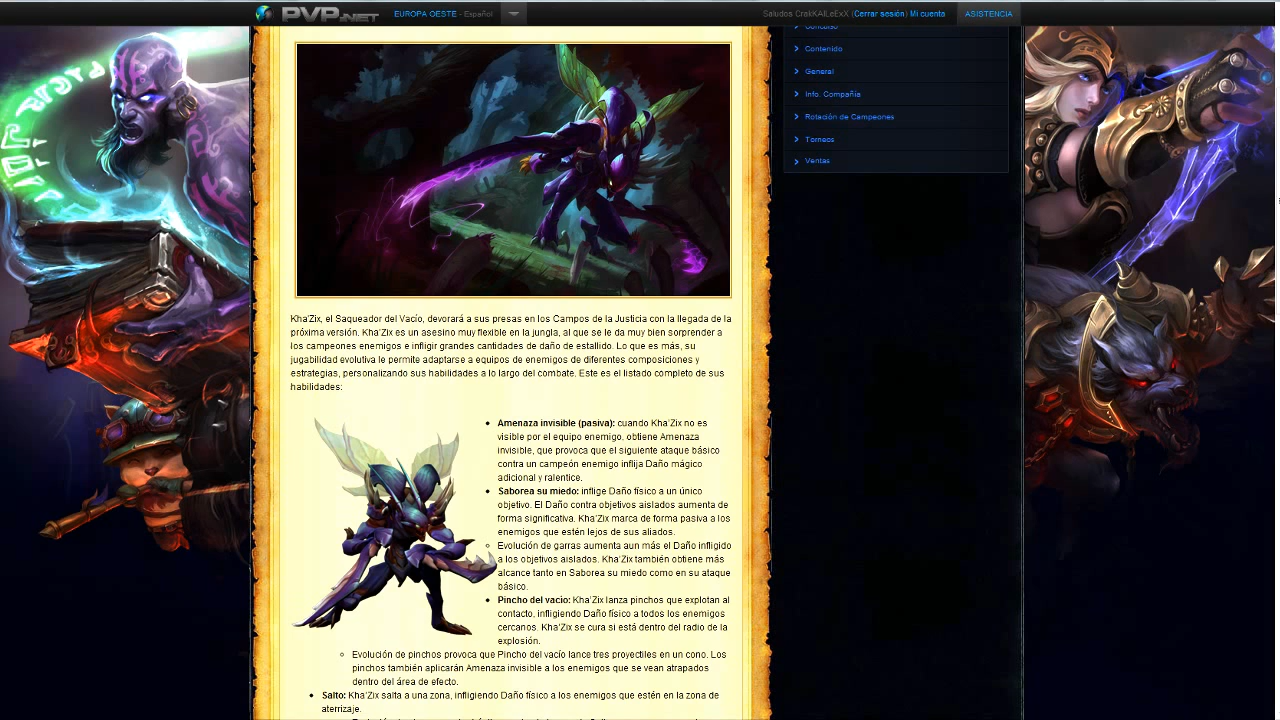 PVP.NET EUROPA OESTE - Español Saludos CrakKAILeExX (Cerrar sesión) Mi cuenta ASISTENCIA
Concurso
Contenido
General
Info. Compañía
Rotación de Campeones
Torneos
Ventas
Kha'Zix, el Saqueador del Vacío, devorará a sus presas en los Campos de la Justicia con la llegada de la
próxima versión. Kha'Zix es un asesino muy flexible en la jungla, al que se le da muy bien sorprender a
los campeones enemigos e infligir grandes cantidades de daño de estallido. Lo que es más, su
jugabilidad evolutiva le permite adaptarse a equipos de enemigos de diferentes composiciones y
estrategias, personalizando sus habilidades a lo largo del combate. Este es el listado completo de sus
habilidades:
Amenaza invisible (pasiva): cuando Kha'Zix no es
visible por el equipo enemigo, obtiene Amenaza
invisible, que provoca que el siguiente ataque básico
contra un campeón enemigo inflija Daño mágico
adicional y ralentice.
Saborea su miedo: inflige Daño físico a un único
objetivo. El Daño contra objetivos aislados aumenta de
forma significativa. Kha'Zix marca de forma pasiva a los
enemigos que estén lejos de sus aliados.
Evolución de garras aumenta aun más el Daño infligido
a los objetivos aislados. Kha'Zix también obtiene más
alcance tanto en Saborea su miedo como en su ataque
básico.
Pincho del vacío: Kha'Zix lanza pinchos que explotan al
contacto, infligiendo Daño físico a todos los enemigos
cercanos. Kha'Zix se cura si está dentro del radio de la
explosión.
Evolución de pinchos provoca que Pincho del vacío lance tres proyectiles en un cono. Los
pinchos también aplicarán Amenaza invisible a los enemigos que se vean atrapados
dentro del área de efecto.
Salto: Kha'Zix salta a una zona, infligiendo Daño físico a los enemigos que estén en la zona de
aterrizaje.